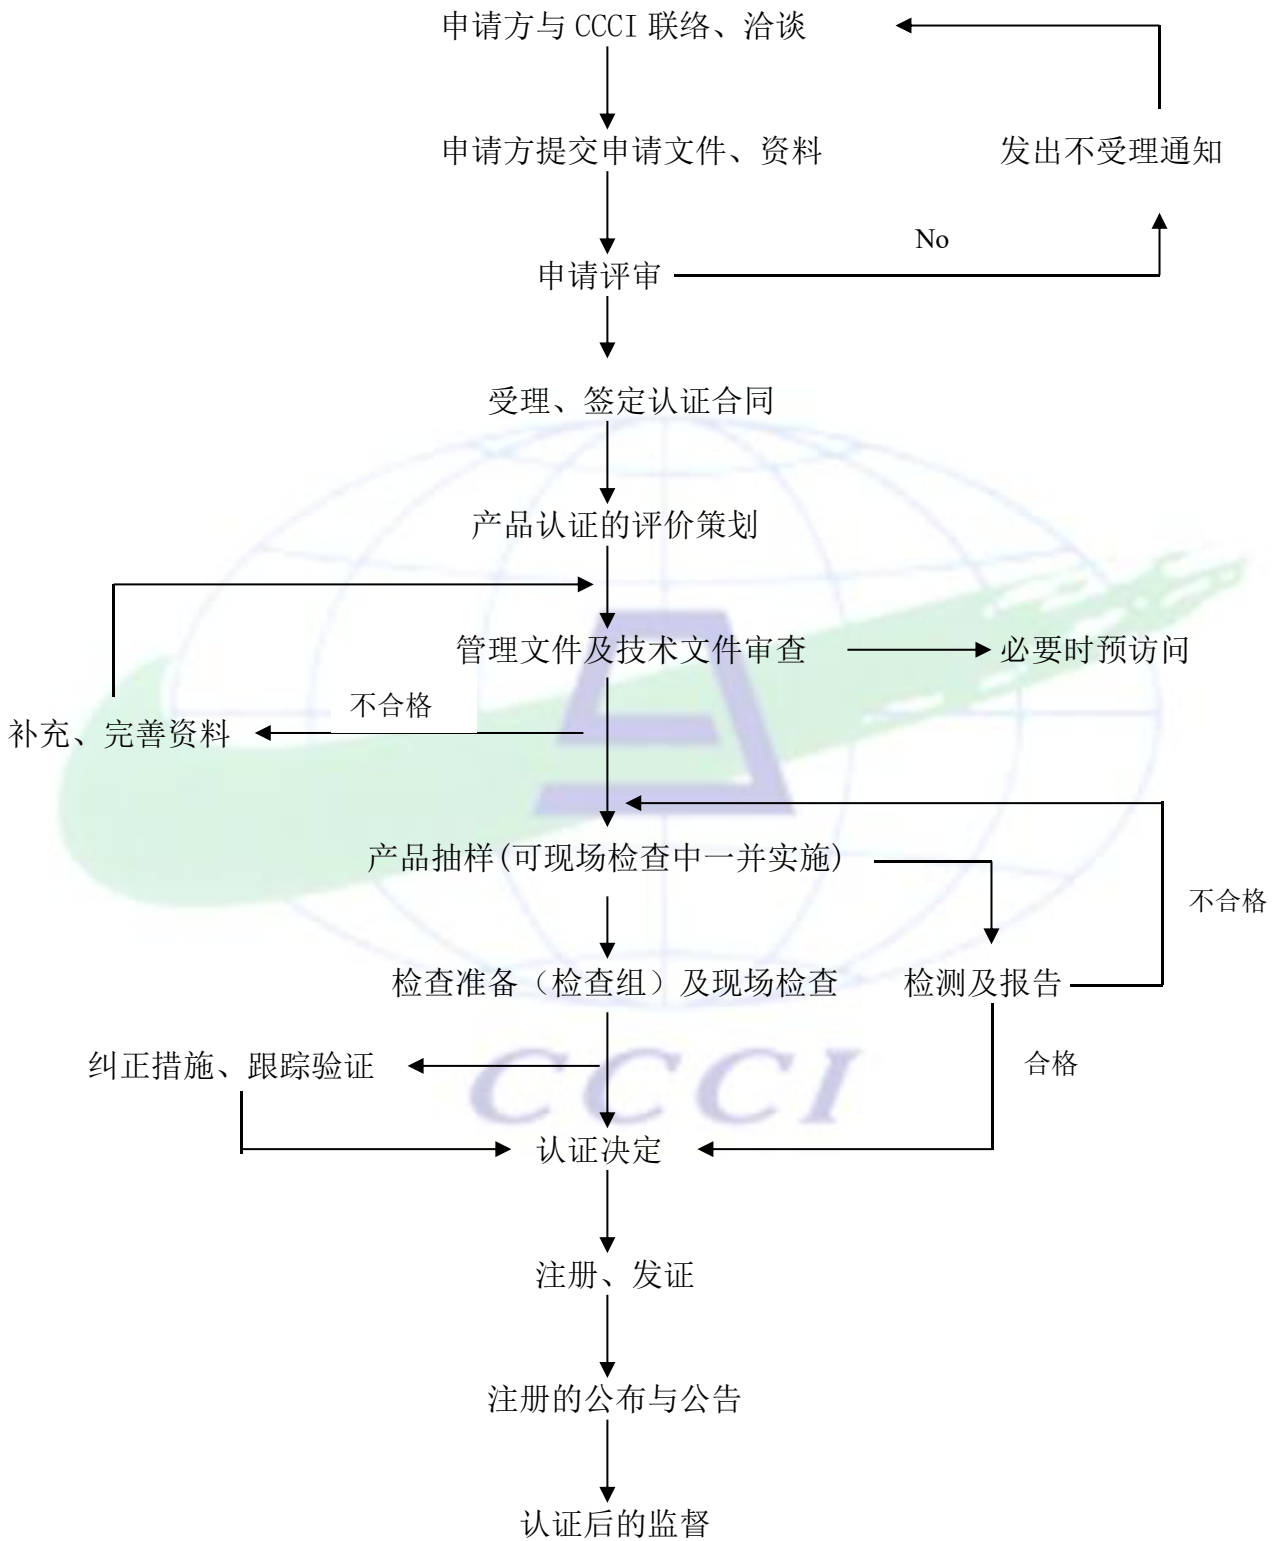 申请方与 CCCI 联络、洽谈
申请方提交申请文件、资料
发出不受理通知
No
申请评审
受理、签定认证合同
产品认证的评价策划
管理文件及技术文件审查
必要时预访问
不合格
补充、完善资料
产品抽样(可现场检查中一并实施)
不合格
检查准备（检查组）及现场检查
检测及报告
纠正措施、跟踪验证
合格
CCCI
认证决定
注册、发证
注册的公布与公告
认证后的监督